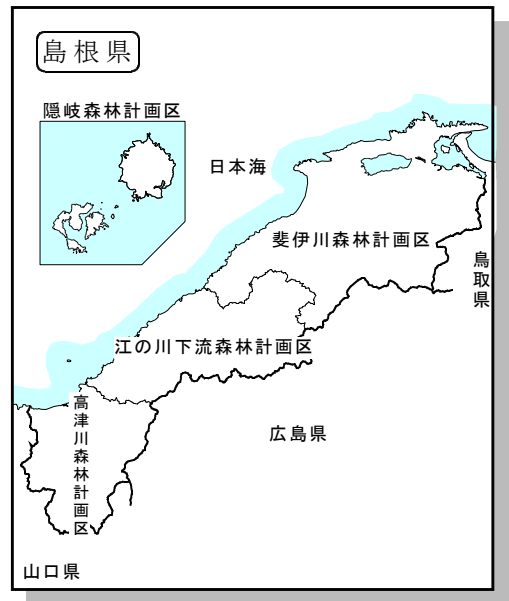 島根県
隠岐森林計画区
日本海
斐伊川森林計画区
鳥取県
江の川下流森林計画区
高津川森林計画区
広島県
山口県